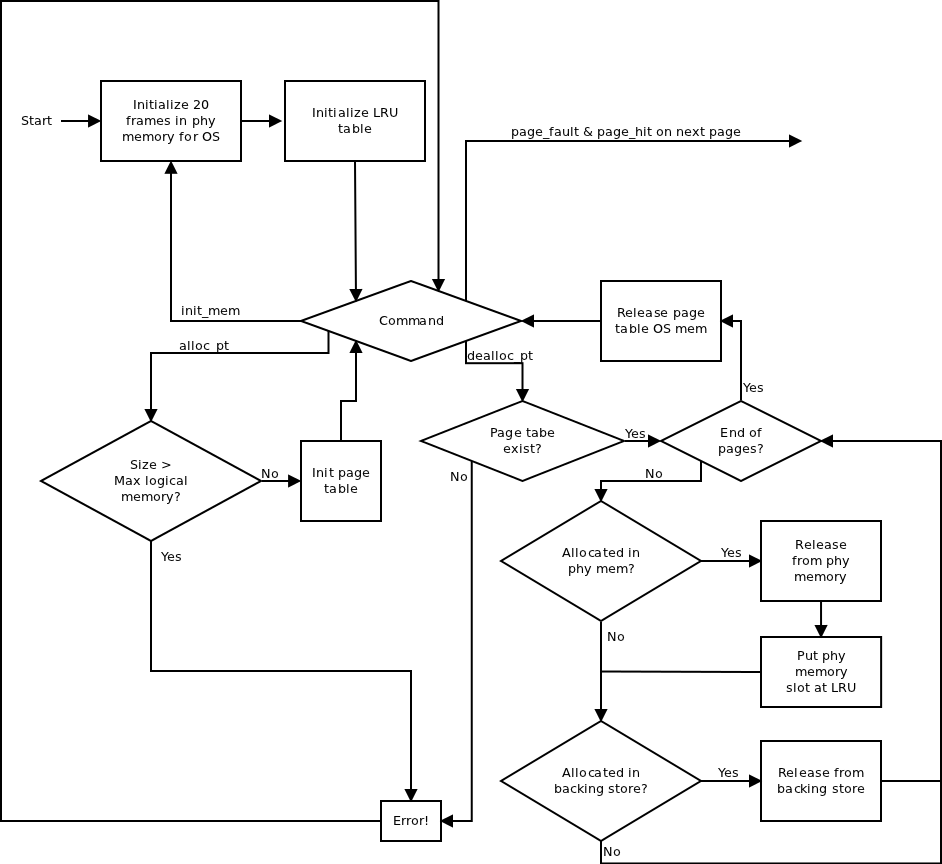 Start
Initialize 20
frames in phy
memory for OS
Initialize LRU
table
page_fault & page_hit on next page
init_mem
Command
Release page
table OS mem
alloc_pt
dealloc_pt
Yes
Size >
Max logical
memory?
No
Init page
table
Page tabe
exist?
Yes
End of
pages?
No
No
Yes
Allocated in
phy mem?
Yes
Release
from phy
memory
No
Put phy
memory
slot at LRU
Allocated in
backing store?
Yes
Release from
backing store
Error!
No